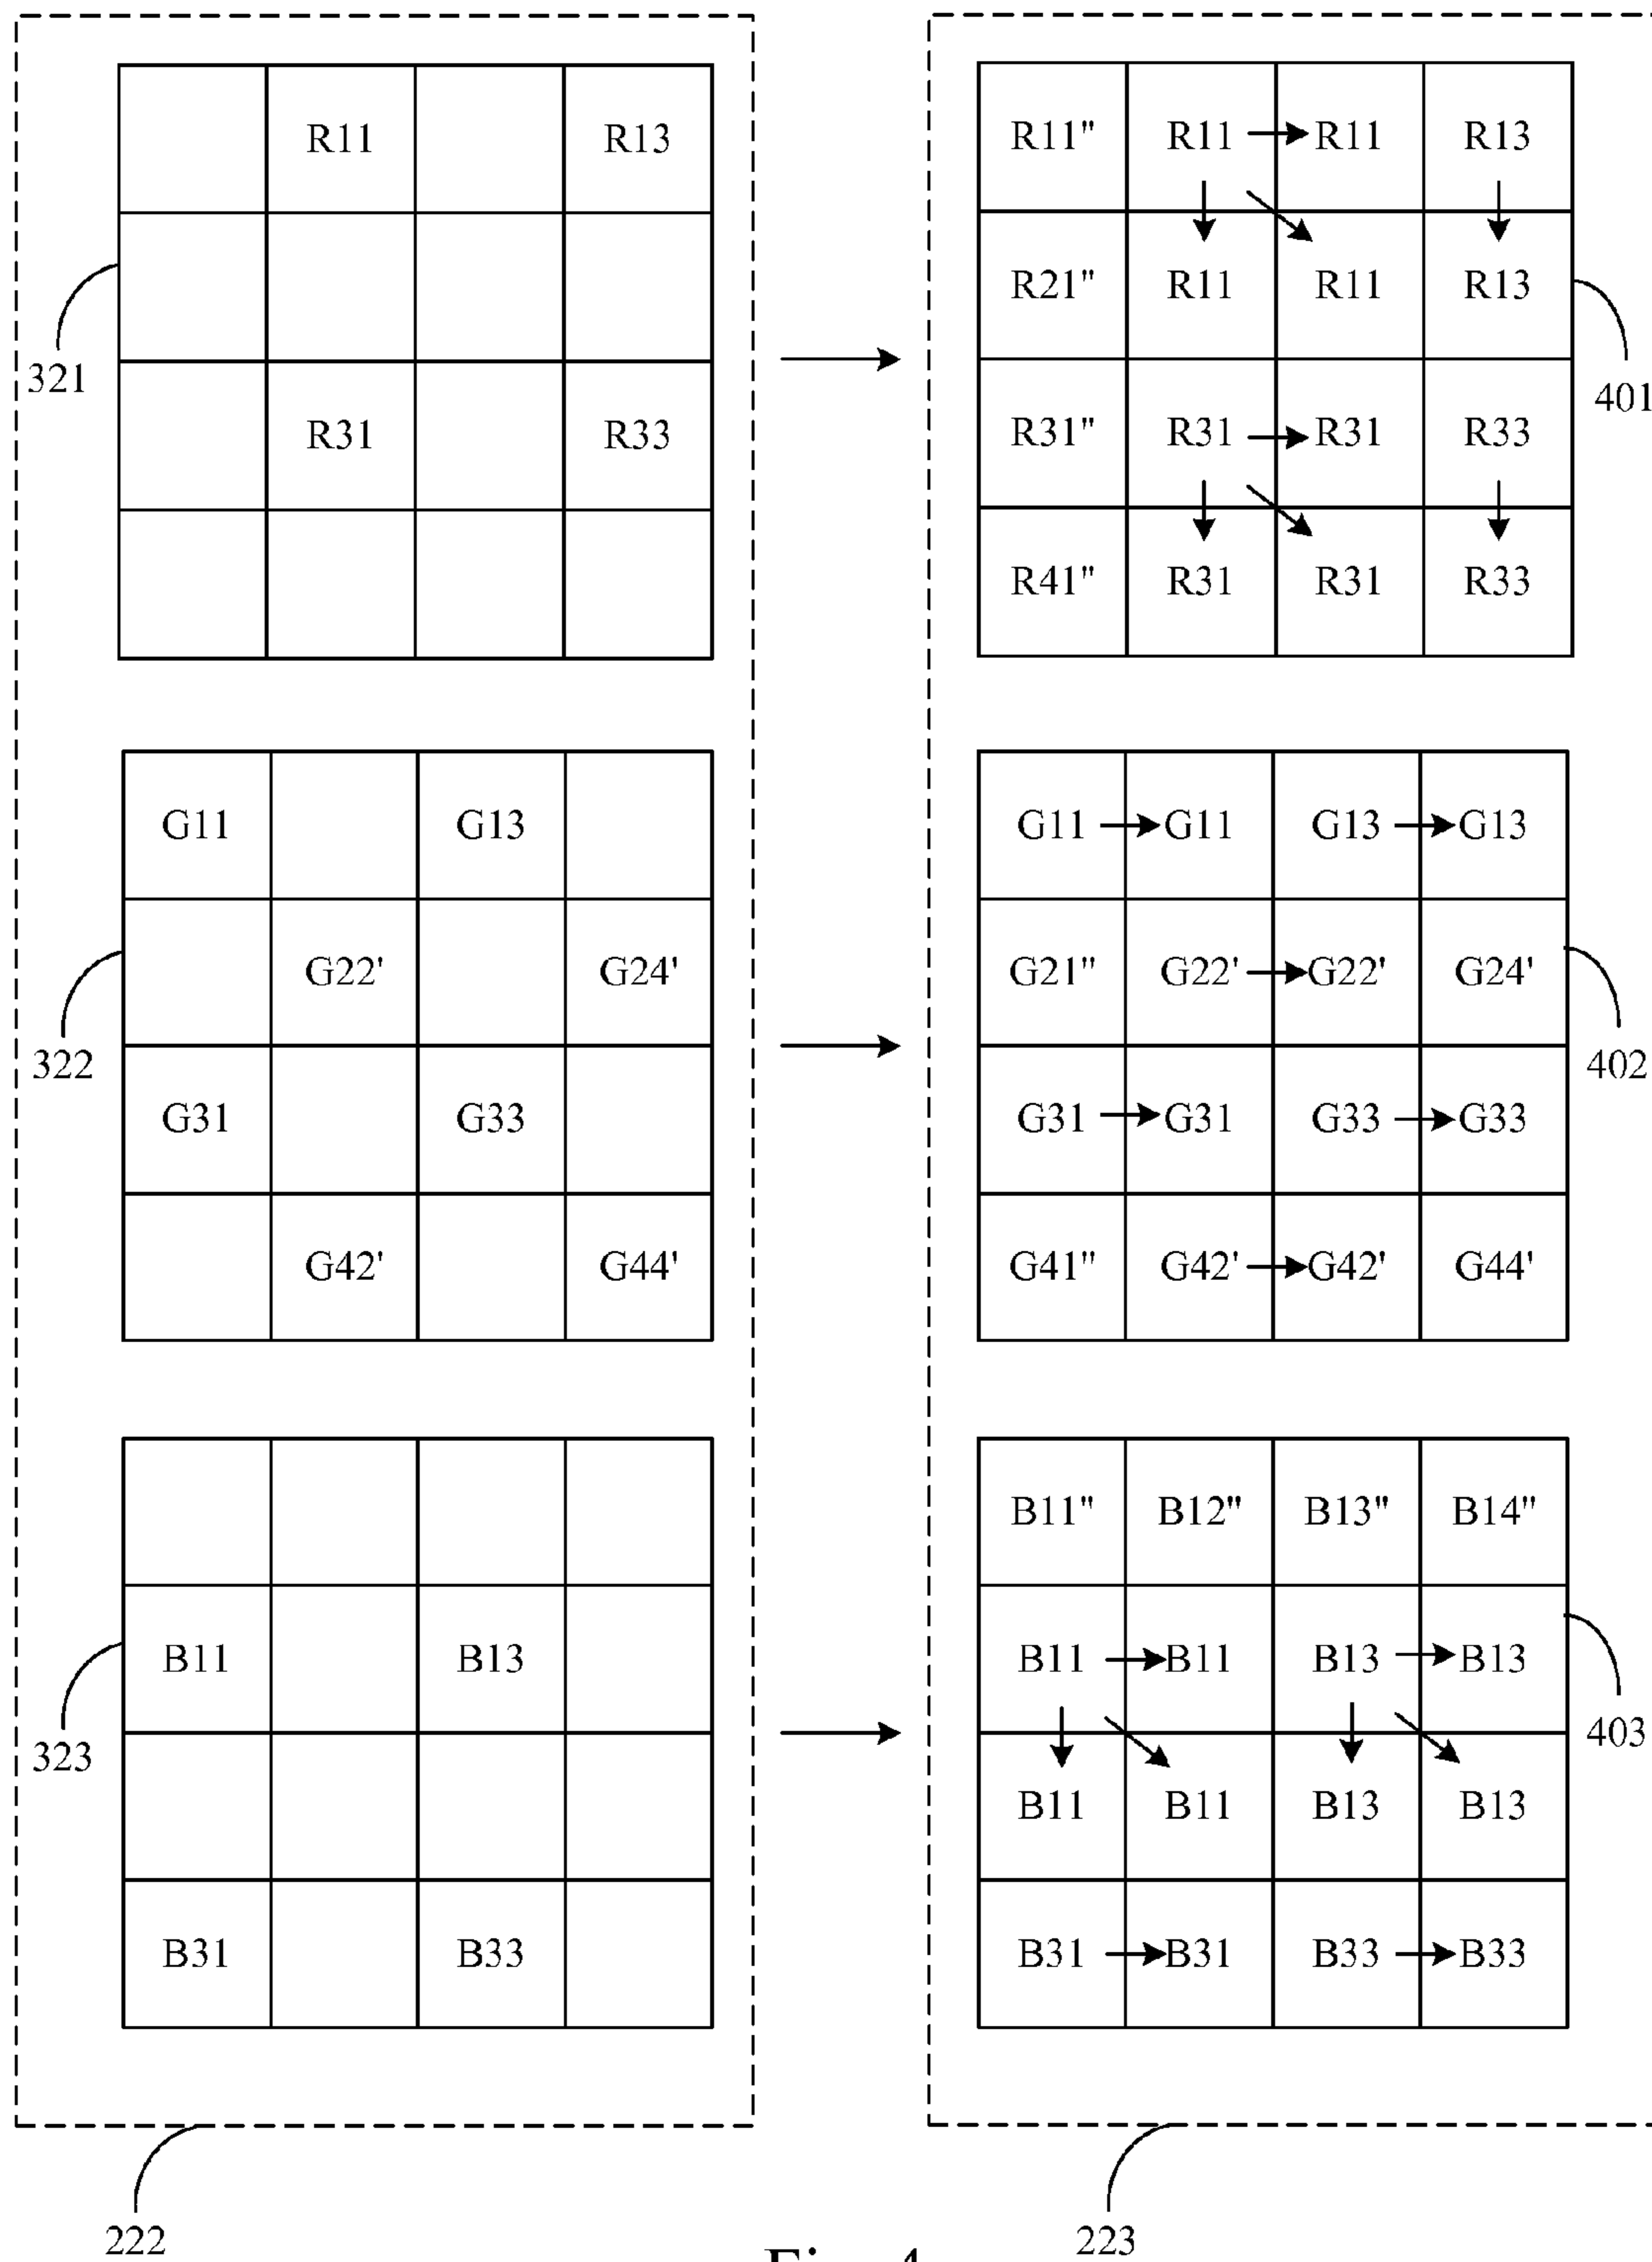 R11 R13
R31 R33
321
R11" R11 R11 R13
R21" R11 R11 R13
R31" R31 R31 R33
R41" R31 R31 R33
401
G11 G13
G22' G24'
G31 G33
G42' G44'
322
G11 G11 G13 G13
G21" G22' G22' G24'
G31 G31 G33 G33
G41" G42' G42' G44'
402
B11 B13
B31 B33
323
B11" B12" B13" B14"
B11 B11 B13 B13
B11 B11 B13 B13
B31 B31 B33 B33
403
222
223
Fig. 4